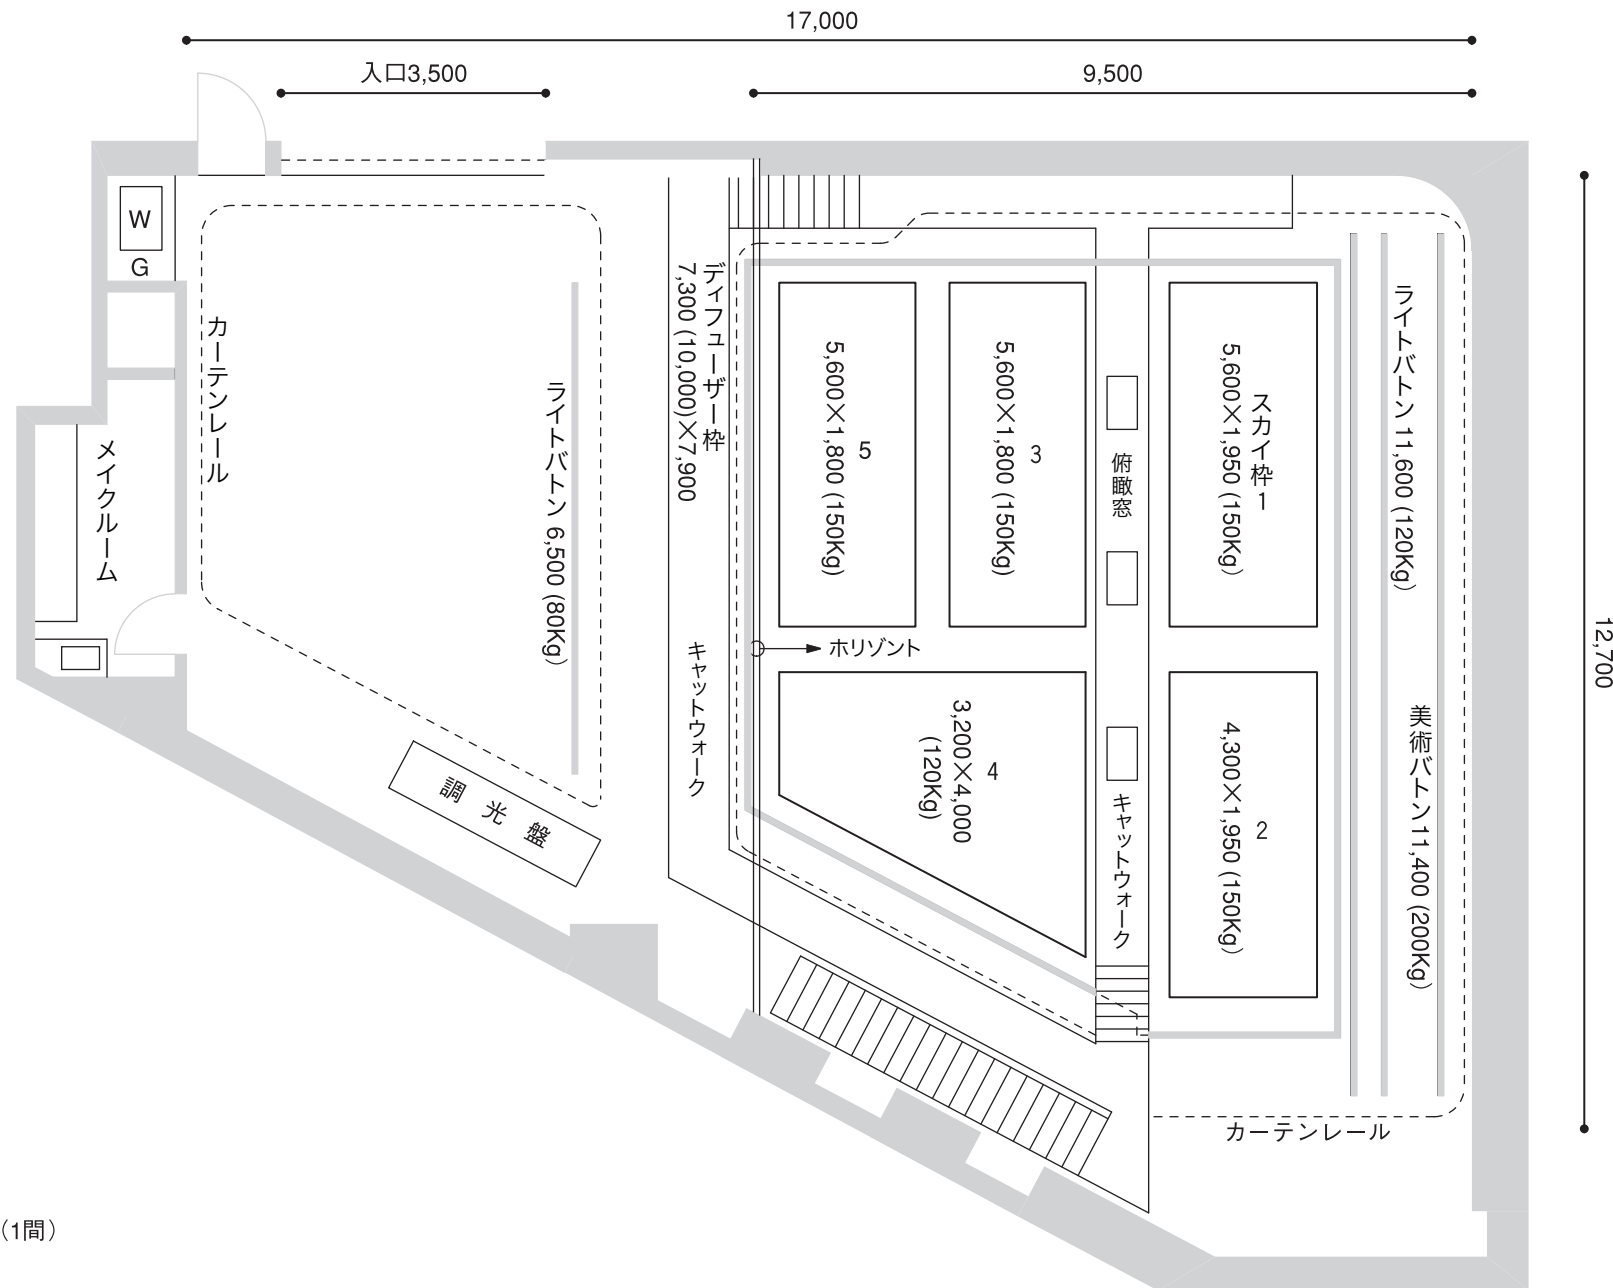 17,000
入口3,500
9,500
W
G
カーテンレール
メイクルーム
ライトバトン 6,500 (80Kg)
調光盤
ディフューザー枠
7,300 (10,000)×7,900
キャットウォーク
5
5,600×1,800 (150Kg)
3
5,600×1,800 (150Kg)
俯瞰窓
スカイ枠 1
5,600×1,950 (150Kg)
ライトバトン 11,600 (120Kg)
12,700
ホリゾント
4
3,200×4,000
(120Kg)
キャットウォーク
2
4,300×1,950 (150Kg)
美術バトン11,400 (200Kg)
カーテンレール
(1間)